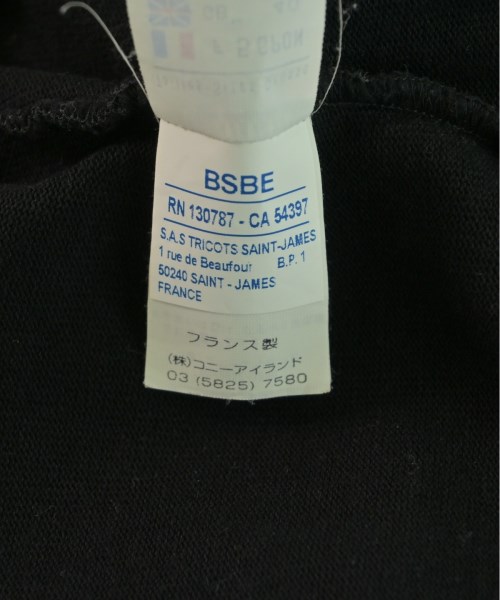 BSBE
RN 130787 - CA 54397
S.A.S TRICOTS SAINT-JAMES
1 rue de Beaufour B.P. 1
50240 SAINT - JAMES
FRANCE
フランス製
(株)コニーアイランド
03 (5825) 7580